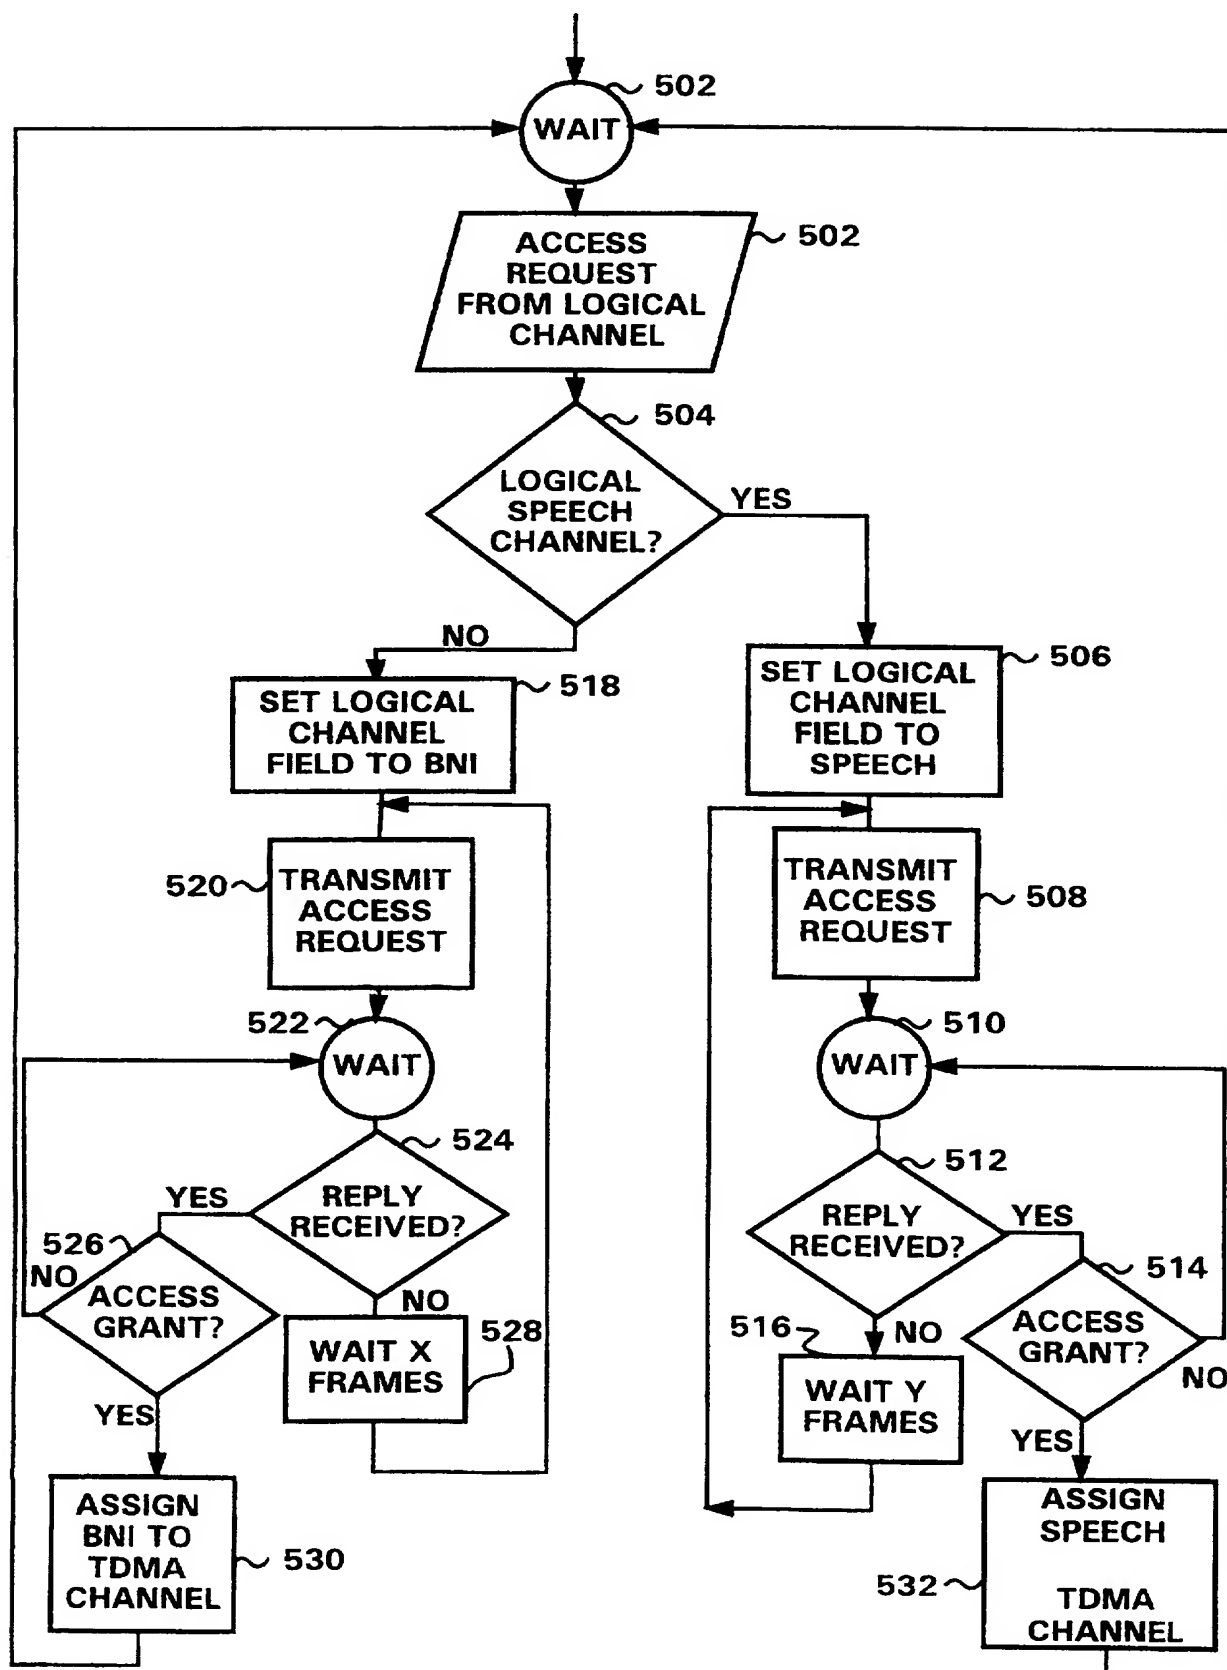 502
WAIT
502
ACCESS
REQUEST
FROM LOGICAL
CHANNEL
504
LOGICAL
SPEECH
CHANNEL?
YES
NO
518
SET LOGICAL
CHANNEL
FIELD TO BNI
506
SET LOGICAL
CHANNEL
FIELD TO
SPEECH
520
TRANSMIT
ACCESS
REQUEST
TRANSMIT
ACCESS
REQUEST
508
522
WAIT
510
WAIT
524
REPLY
RECEIVED?
YES
NO
526
NO
ACCESS
GRANT?
YES
WAIT X
FRAMES
528
ASSIGN
BNI TO
TDMA
CHANNEL
530
512
REPLY
RECEIVED?
YES
NO
514
ACCESS
GRANT?
NO
YES
516
WAIT Y
FRAMES
ASSIGN
SPEECH
TDMA
CHANNEL
532